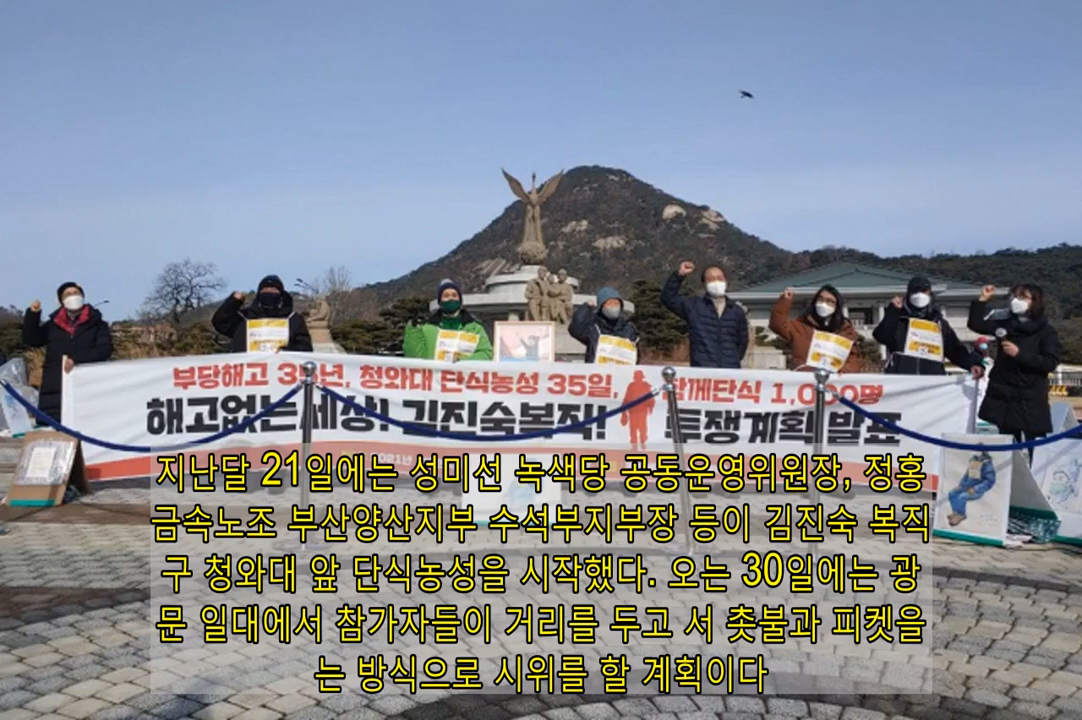 부당해고 35년, 청와대 단식농성 35일, 함께단식 1,000명
해고없는 세상! 김진숙복직! 투쟁계획 발표
2021년
지난달 21일에는 성미선 녹색당 공동운영위원장, 정홍
금속노조 부산양산지부 수석부지부장 등이 김진숙 복직
구 청와대 앞 단식농성을 시작했다. 오는 30일에는 광
문 일대에서 참가자들이 거리를 두고 서 촛불과 피켓을
는 방식으로 시위를 할 계획이다